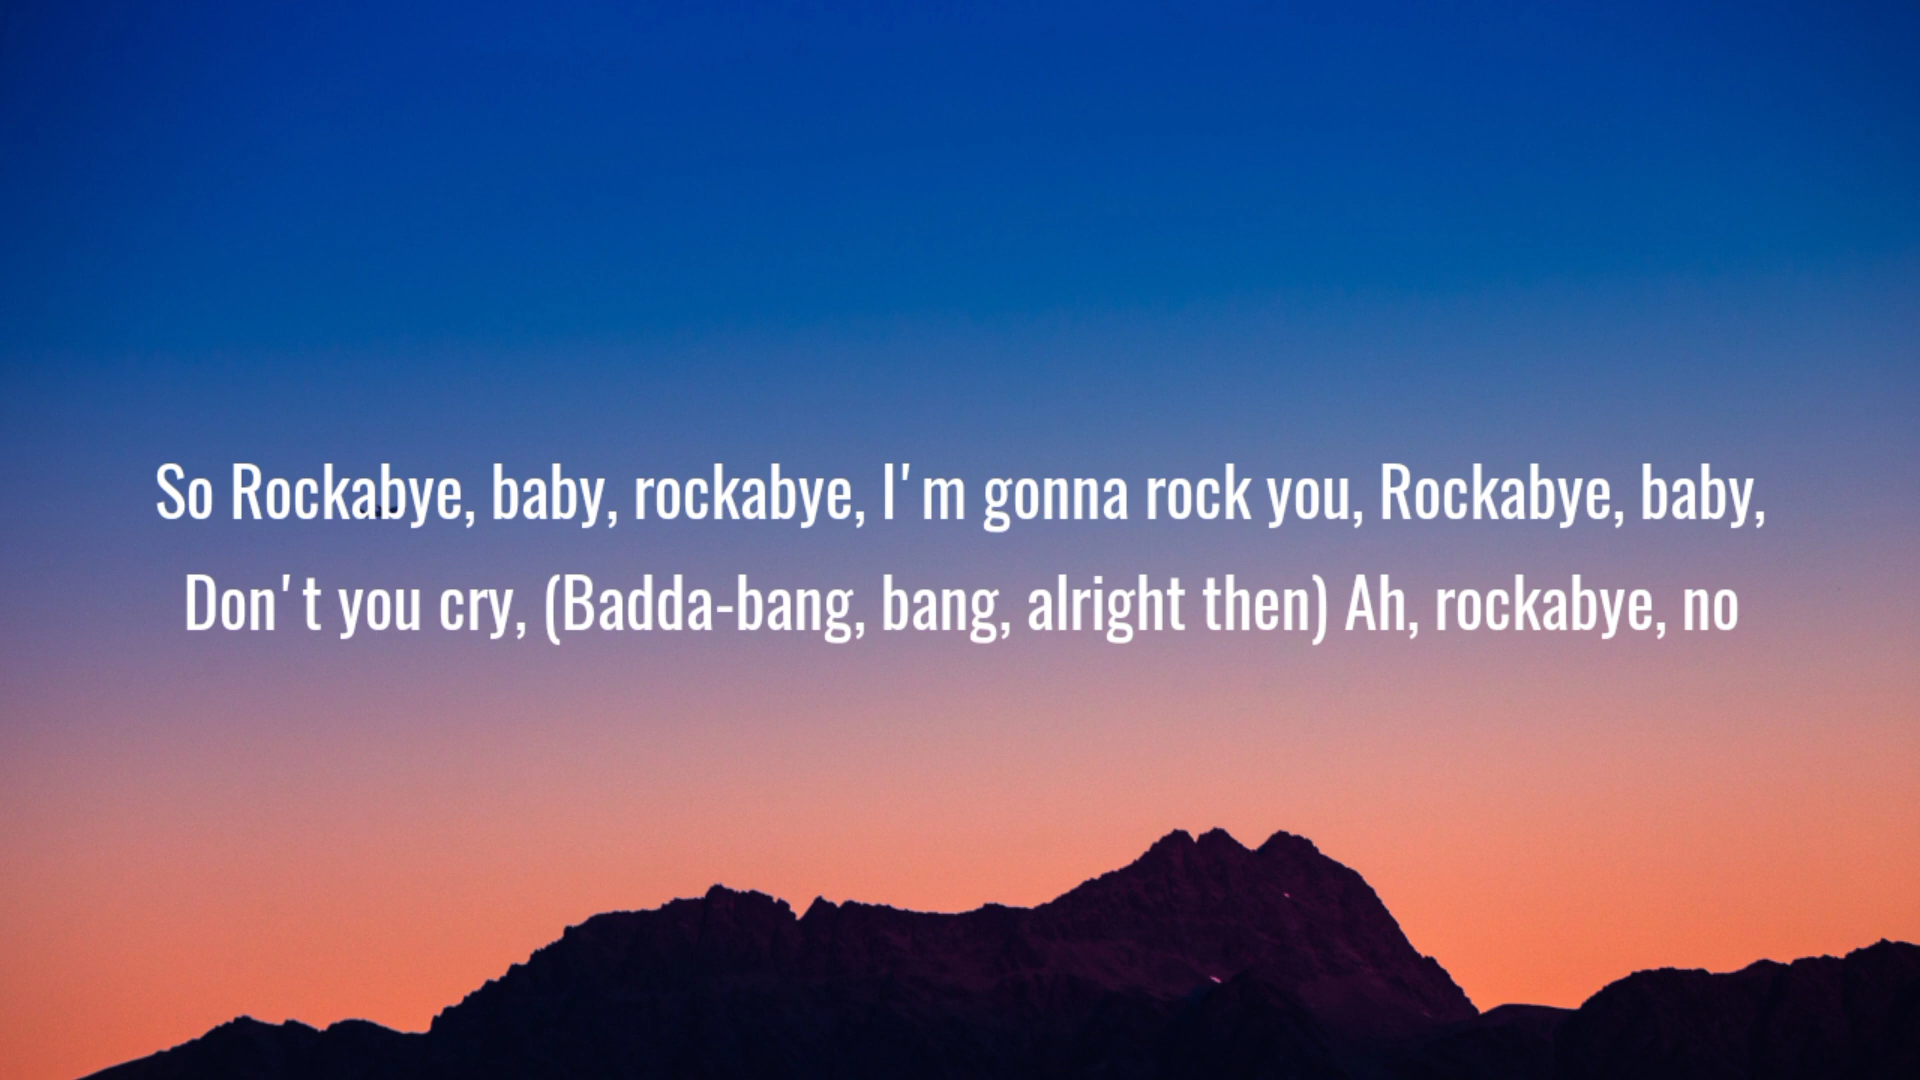 So Rockabye, baby, rockabye, I'm gonna rock you, Rockabye, baby,
Don't you cry, (Badda-bang, bang, alright then) Ah, rockabye, no